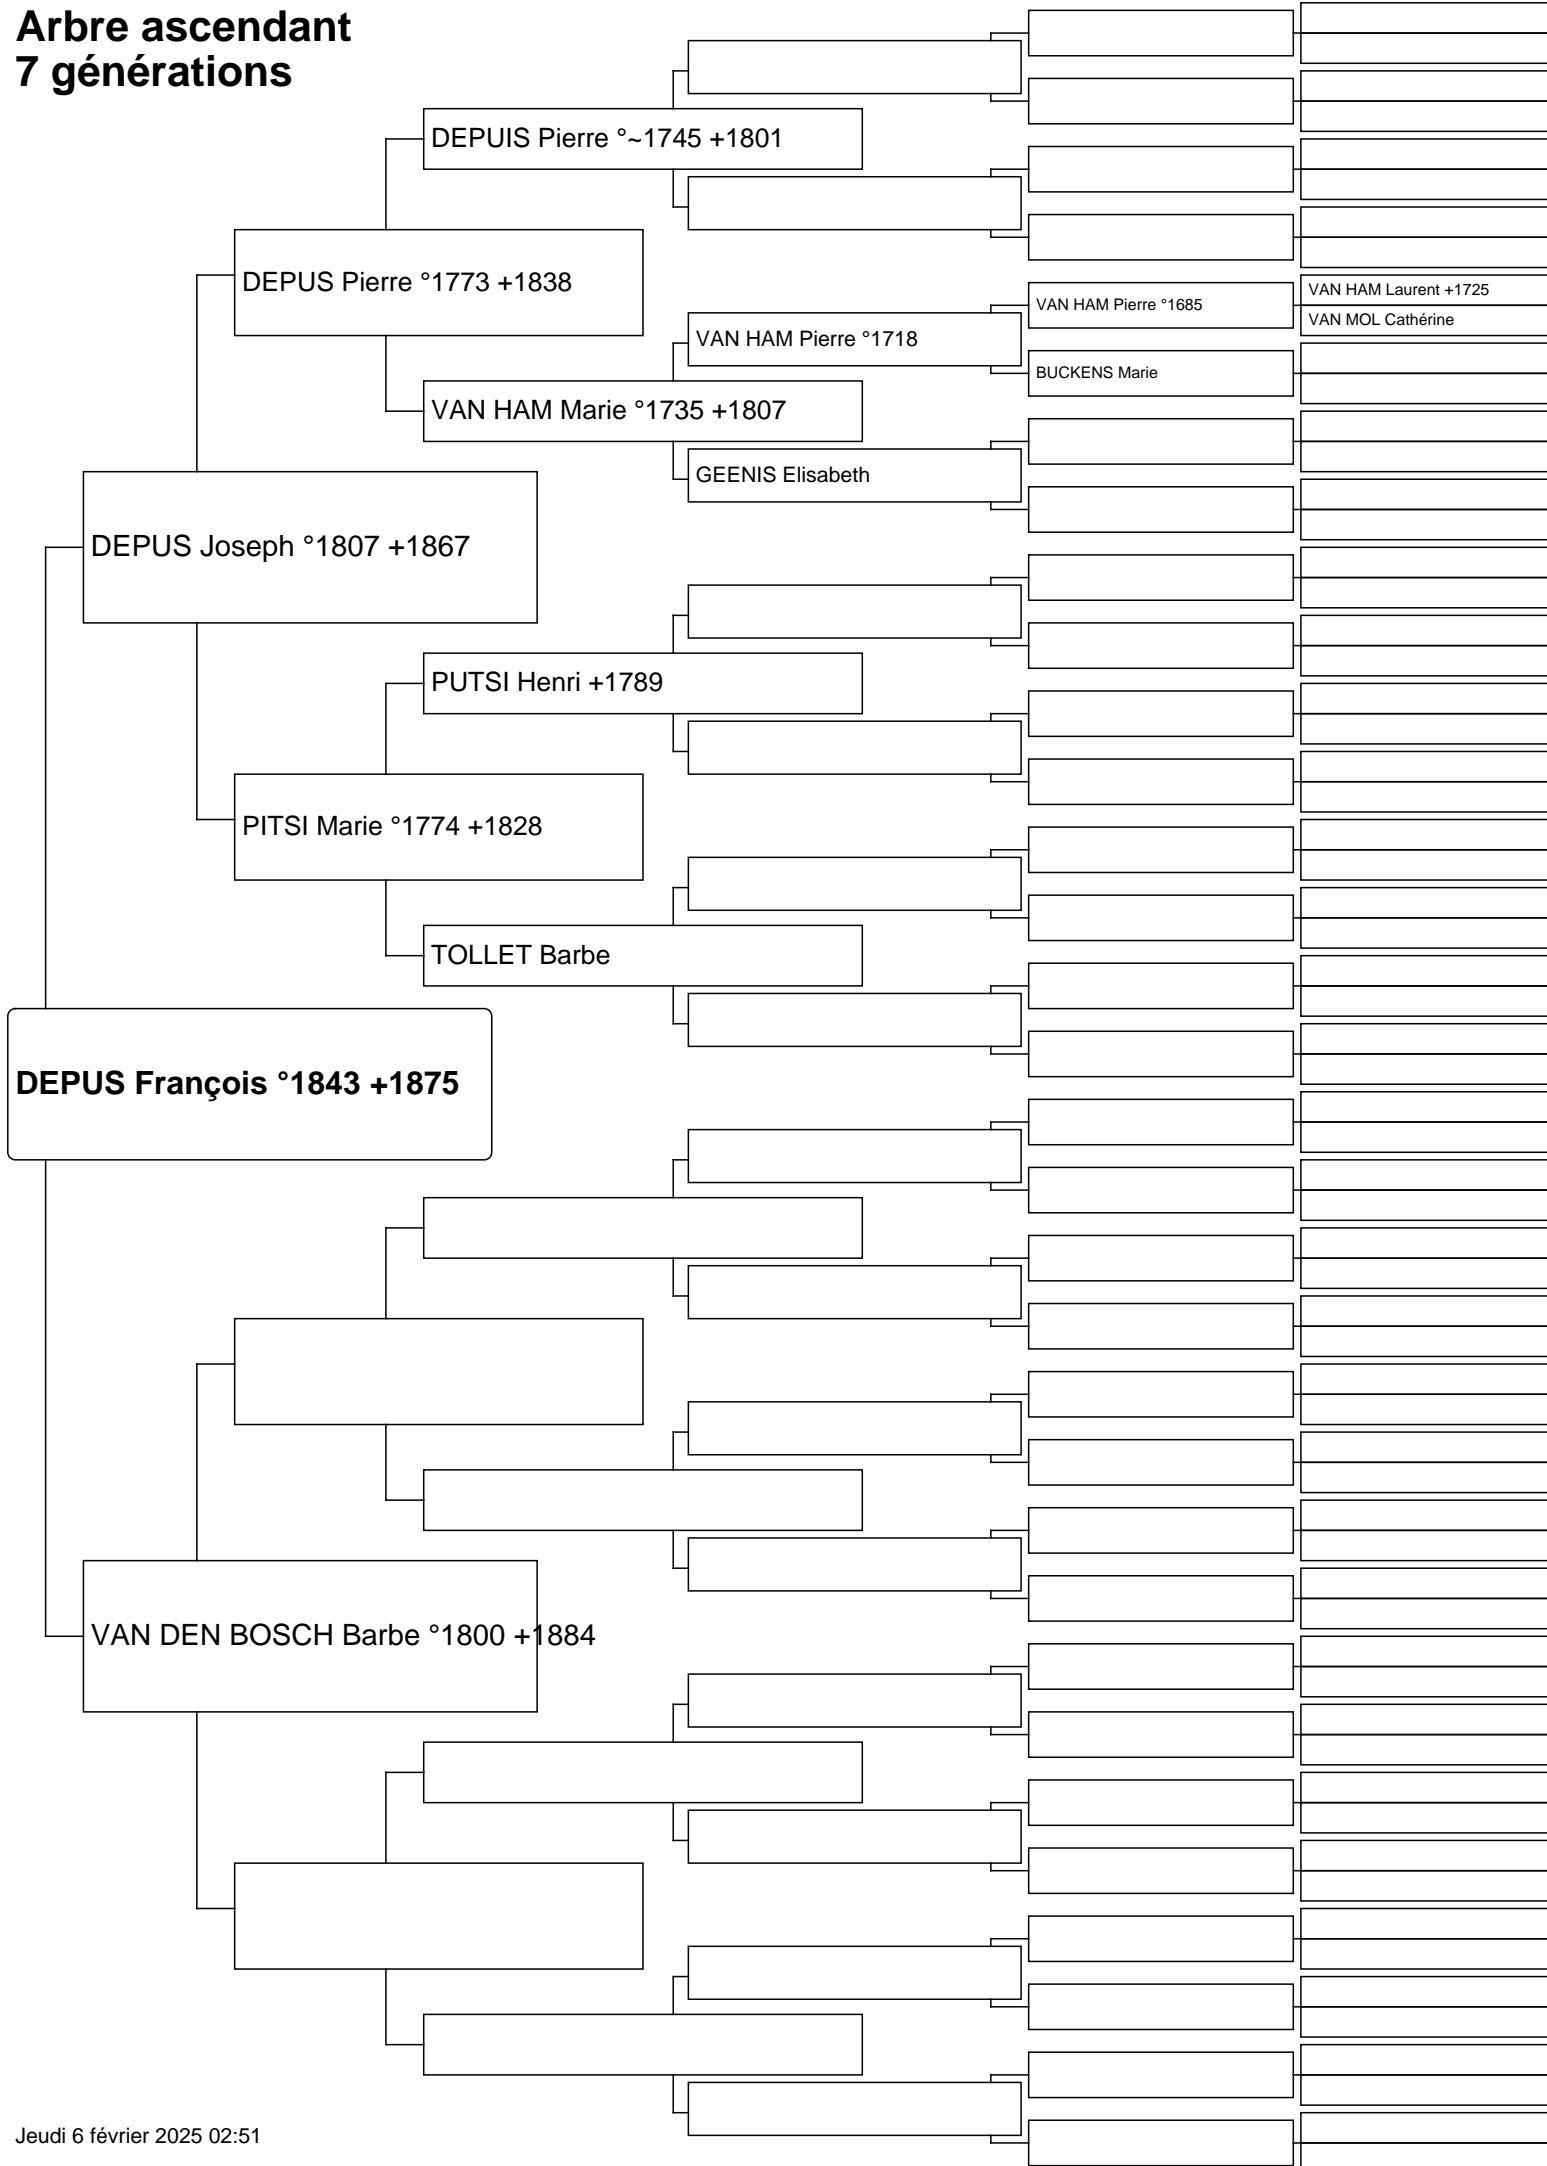 Arbre ascendant
7 générations
DEPUIS Pierre °~1745 +1801
DEPUS Pierre °1773 +1838
VAN HAM Laurent +1725
VAN HAM Pierre °1685
VAN MOL Cathérine
VAN HAM Pierre °1718
BUCKENS Marie
VAN HAM Marie °1735 +1807
GEENIS Elisabeth
DEPUS Joseph °1807 +1867
PUTSI Henri +1789
PITSI Marie °1774 +1828
TOLLET Barbe
DEPUS François °1843 +1875
VAN DEN BOSCH Barbe °1800 +1884
Jeudi 6 février 2025 02:51